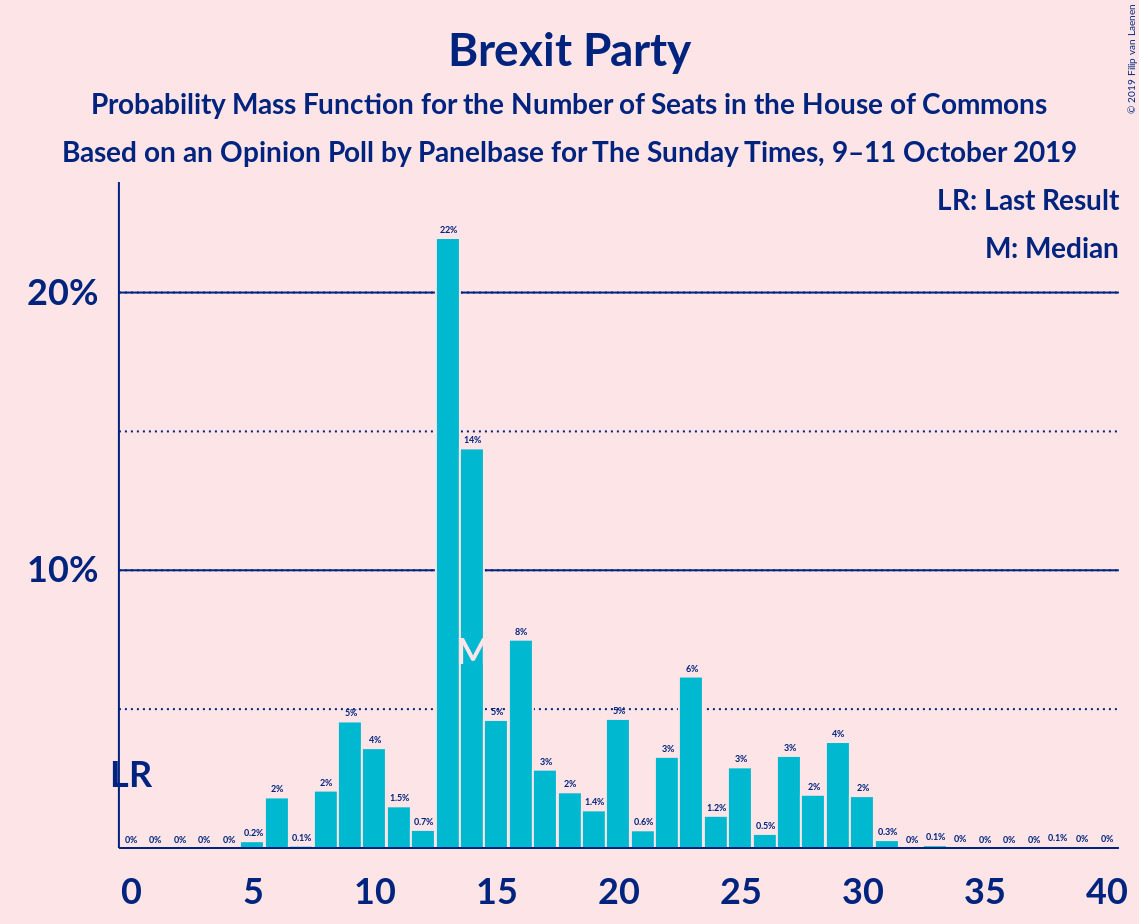 Brexit Party
Probability Mass Function for the Number of Seats in the House of Commons
Based on an Opinion Poll by Panelbase for The Sunday Times, 9–11 October 2019
© 2019 Filip van Laenen
LR: Last Result
M: Median
20%
10%
LR
M
0% 0% 0% 0% 0% 0.2% 2% 0.1% 2% 5% 4% 1.5% 0.7% 22% 14% 5% 8% 3% 2% 1.4% 5% 0.6% 3% 6% 1.2% 3% 0.5% 3% 2% 4% 2% 0.3% 0% 0.1% 0% 0% 0% 0% 0.1% 0% 0%
0 5 10 15 20 25 30 35 40